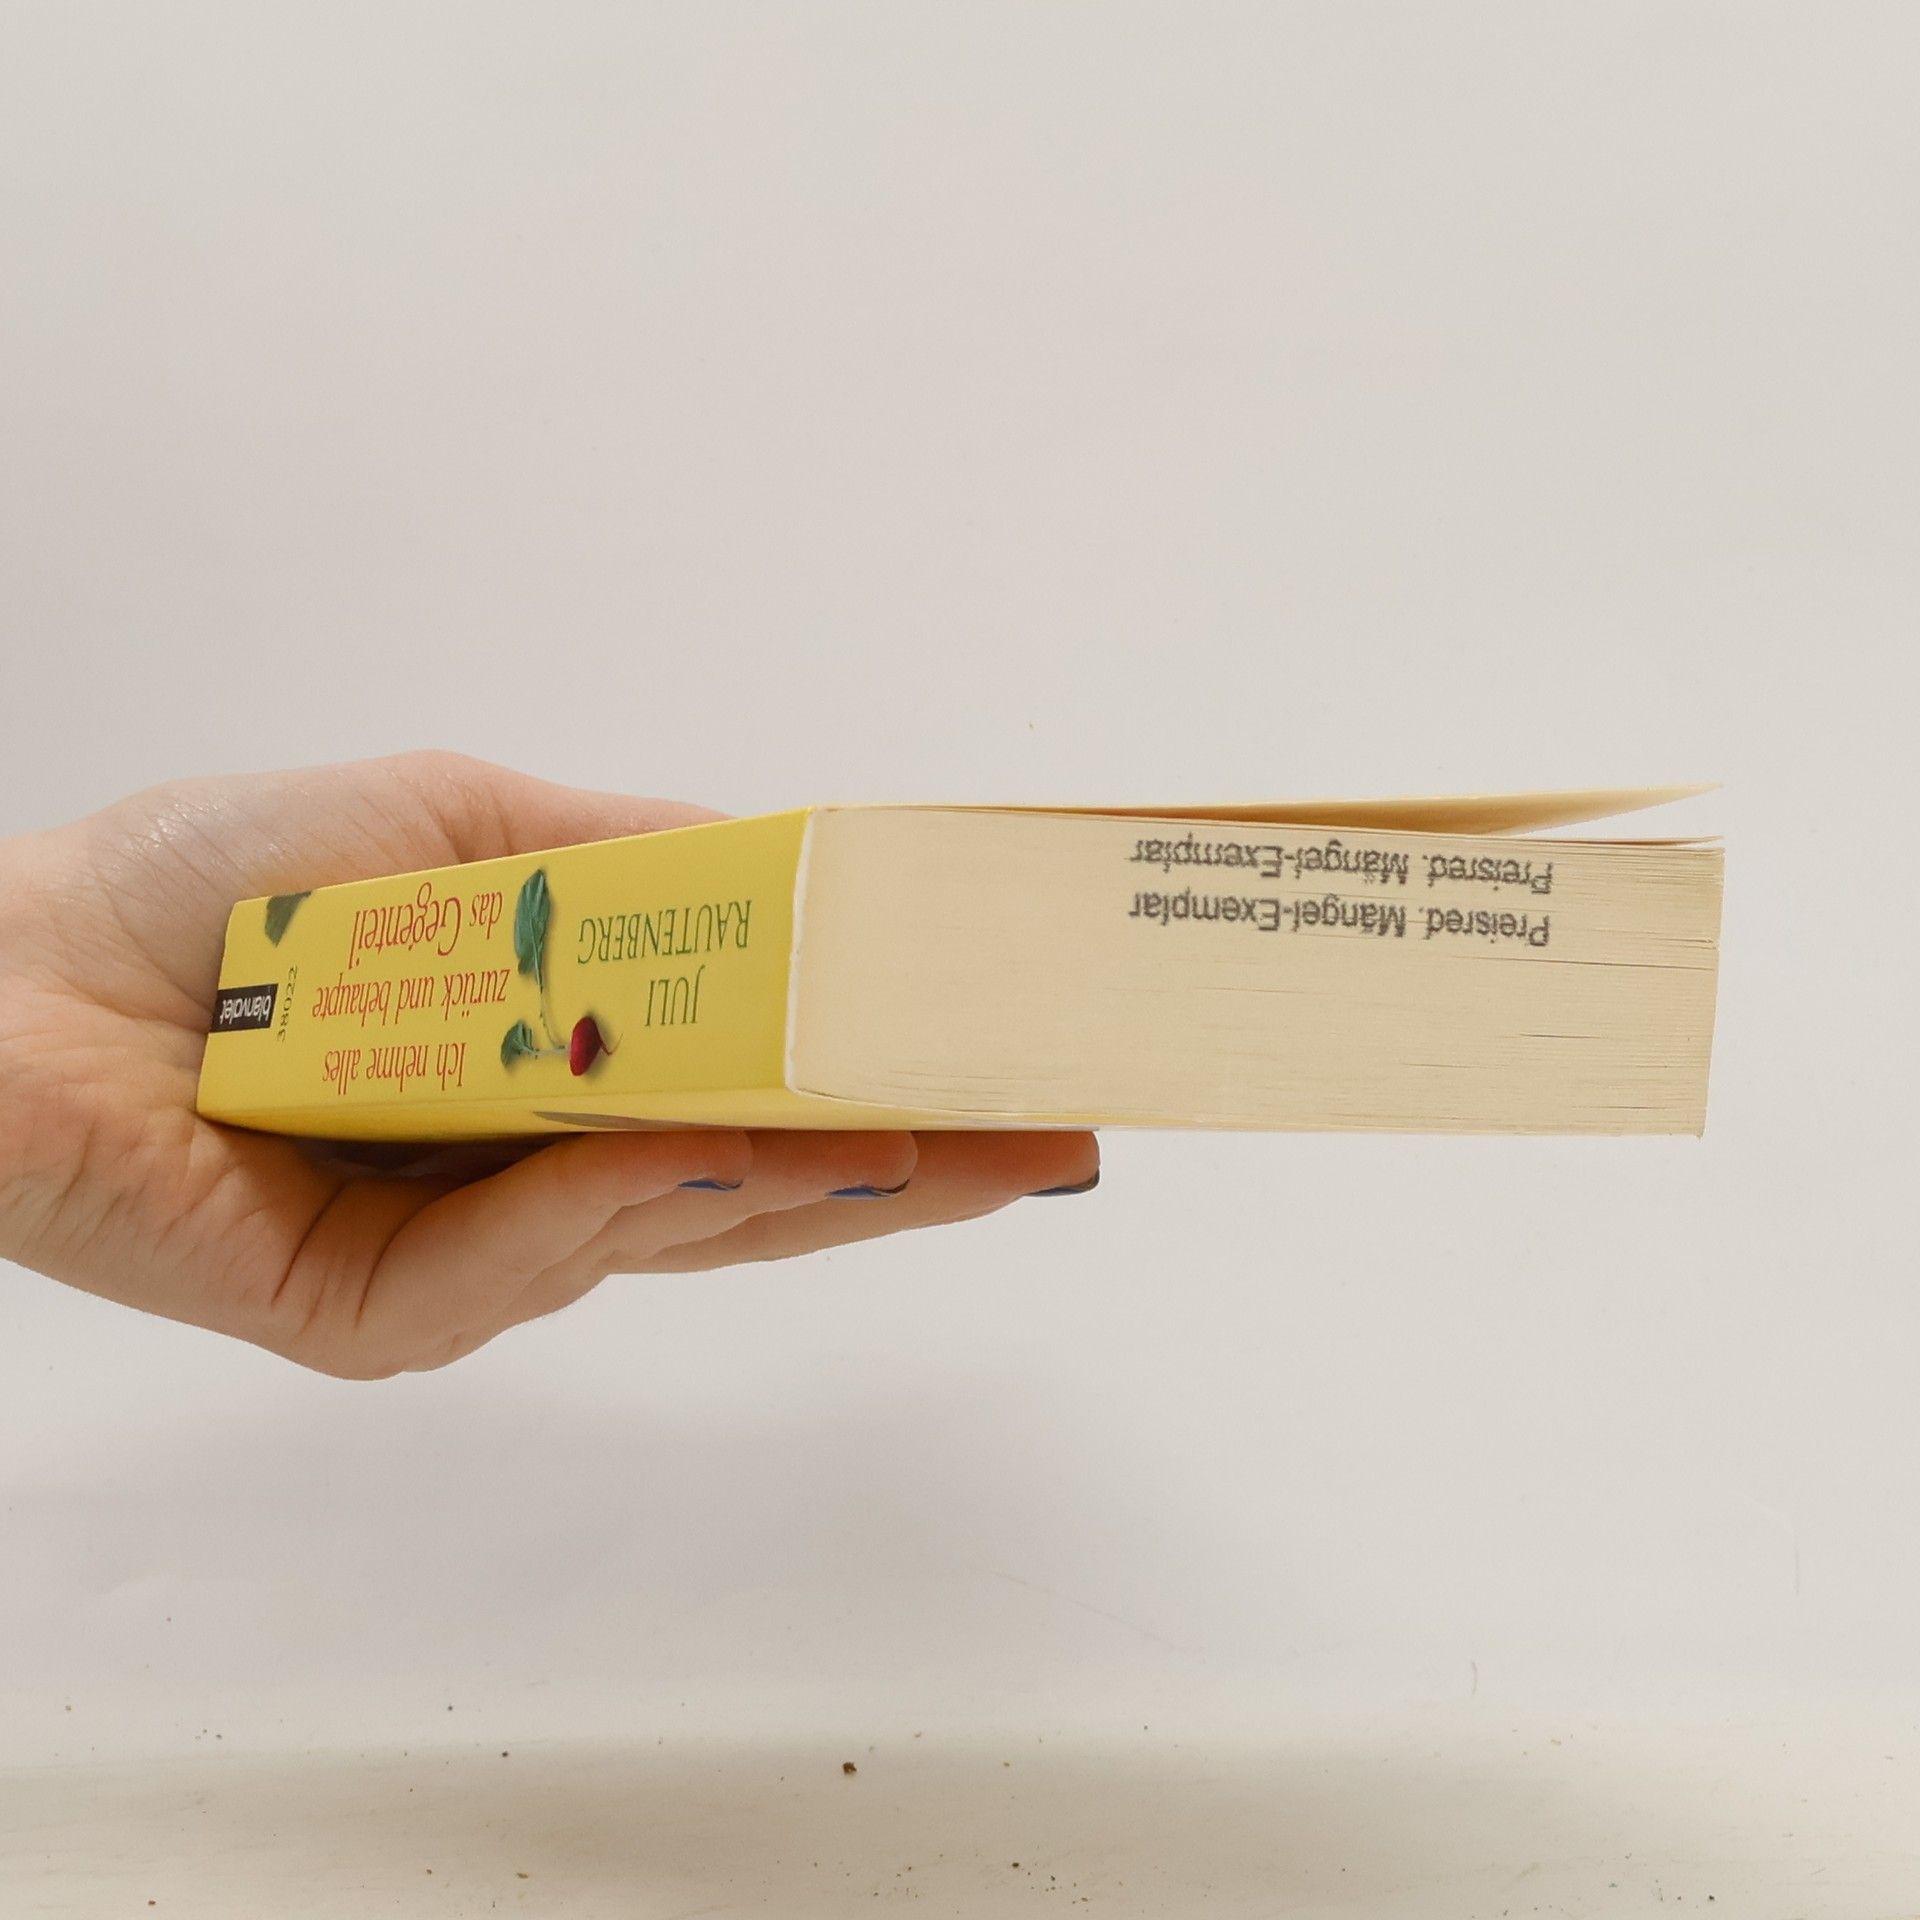 JULI
RAUTENBERG
Ich nehme alles
zurück und behaupte
das Gegenteil
38022
blanvalet
Preisred. Mängel-Exemplar
Preisred. Mängel-Exemplar